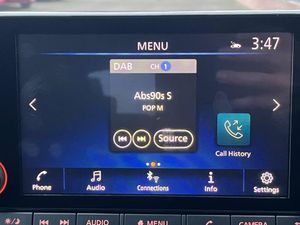 MENU
3:47
DAB
CH 1
Abs90s S
POP M
Source
Call History
Phone
Audio
Connections
Info
Settings
AUDIO
MENU
CAMERA